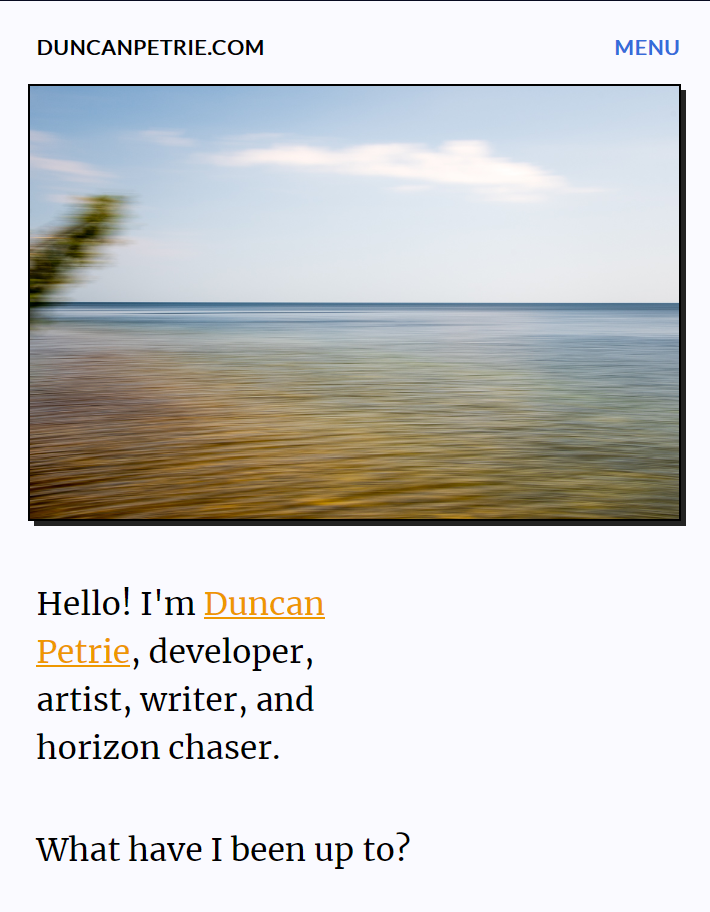 DUNCANPETRIE.COM
MENU
Hello! I'm Duncan
Petrie, developer,
artist, writer, and
horizon chaser.
What have I been up to?